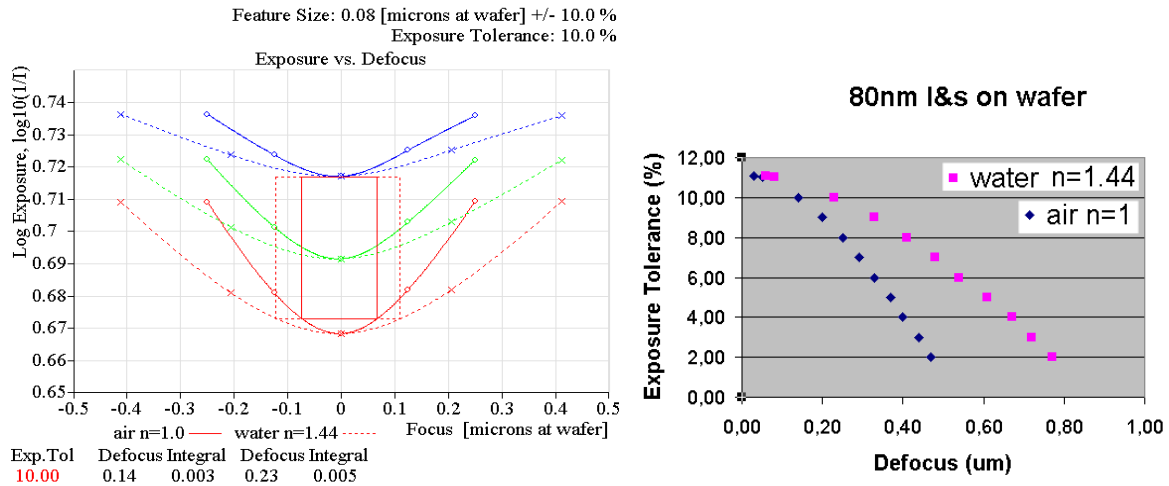 Feature Size: 0.08 [microns at wafer] +/- 10.0 %
Exposure Tolerance: 10.0 %
Exposure vs. Defocus
Log Exposure, log10(1/I)
0.74
0.73
0.72
0.71
0.7
0.69
0.68
0.67
0.66
0.65
-0.5 -0.4 -0.3 -0.2 -0.1 0 0.1 0.2 0.3 0.4 0.5
air n=1.0 water n=1.44 Focus [microns at wafer]
Exp.Tol Defocus Integral Defocus Integral
10.00 0.14 0.003 0.23 0.005
80nm l&s on wafer
Exposure Tolerance (%)
12,00
10,00
8,00
6,00
4,00
2,00
0,00
water n=1.44
air n=1
0,00 0,20 0,40 0,60 0,80 1,00
Defocus (um)